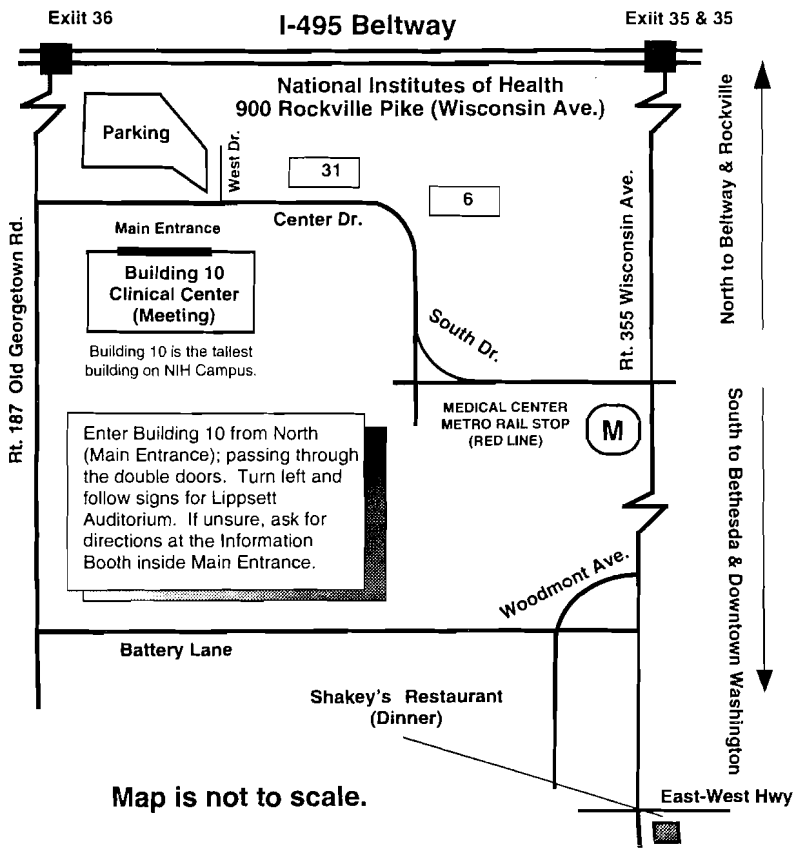 Exiit 36
I-495 Beltway
Exiit 35 & 35
National Institutes of Health
900 Rockville Pike (Wisconsin Ave.)
Parking
West Dr.
31
6
Center Dr.
Main Entrance
Building 10
Clinical Center
(Meeting)
Building 10 is the tallest
building on NIH Campus.
Rt. 187 Old Georgetown Rd.
South Dr.
Rt. 355 Wisconsin Ave.
North to Beltway & Rockville
MEDICAL CENTER
METRO RAIL STOP
(RED LINE)
M
Enter Building 10 from North
(Main Entrance); passing through
the double doors. Turn left and
follow signs for Lippsett
Auditorium. If unsure, ask for
directions at the Information
Booth inside Main Entrance.
South to Bethesda & Downtown Washington
Woodmont Ave.
Battery Lane
Shakey's Restaurant
(Dinner)
Map is not to scale.
East-West Hwy